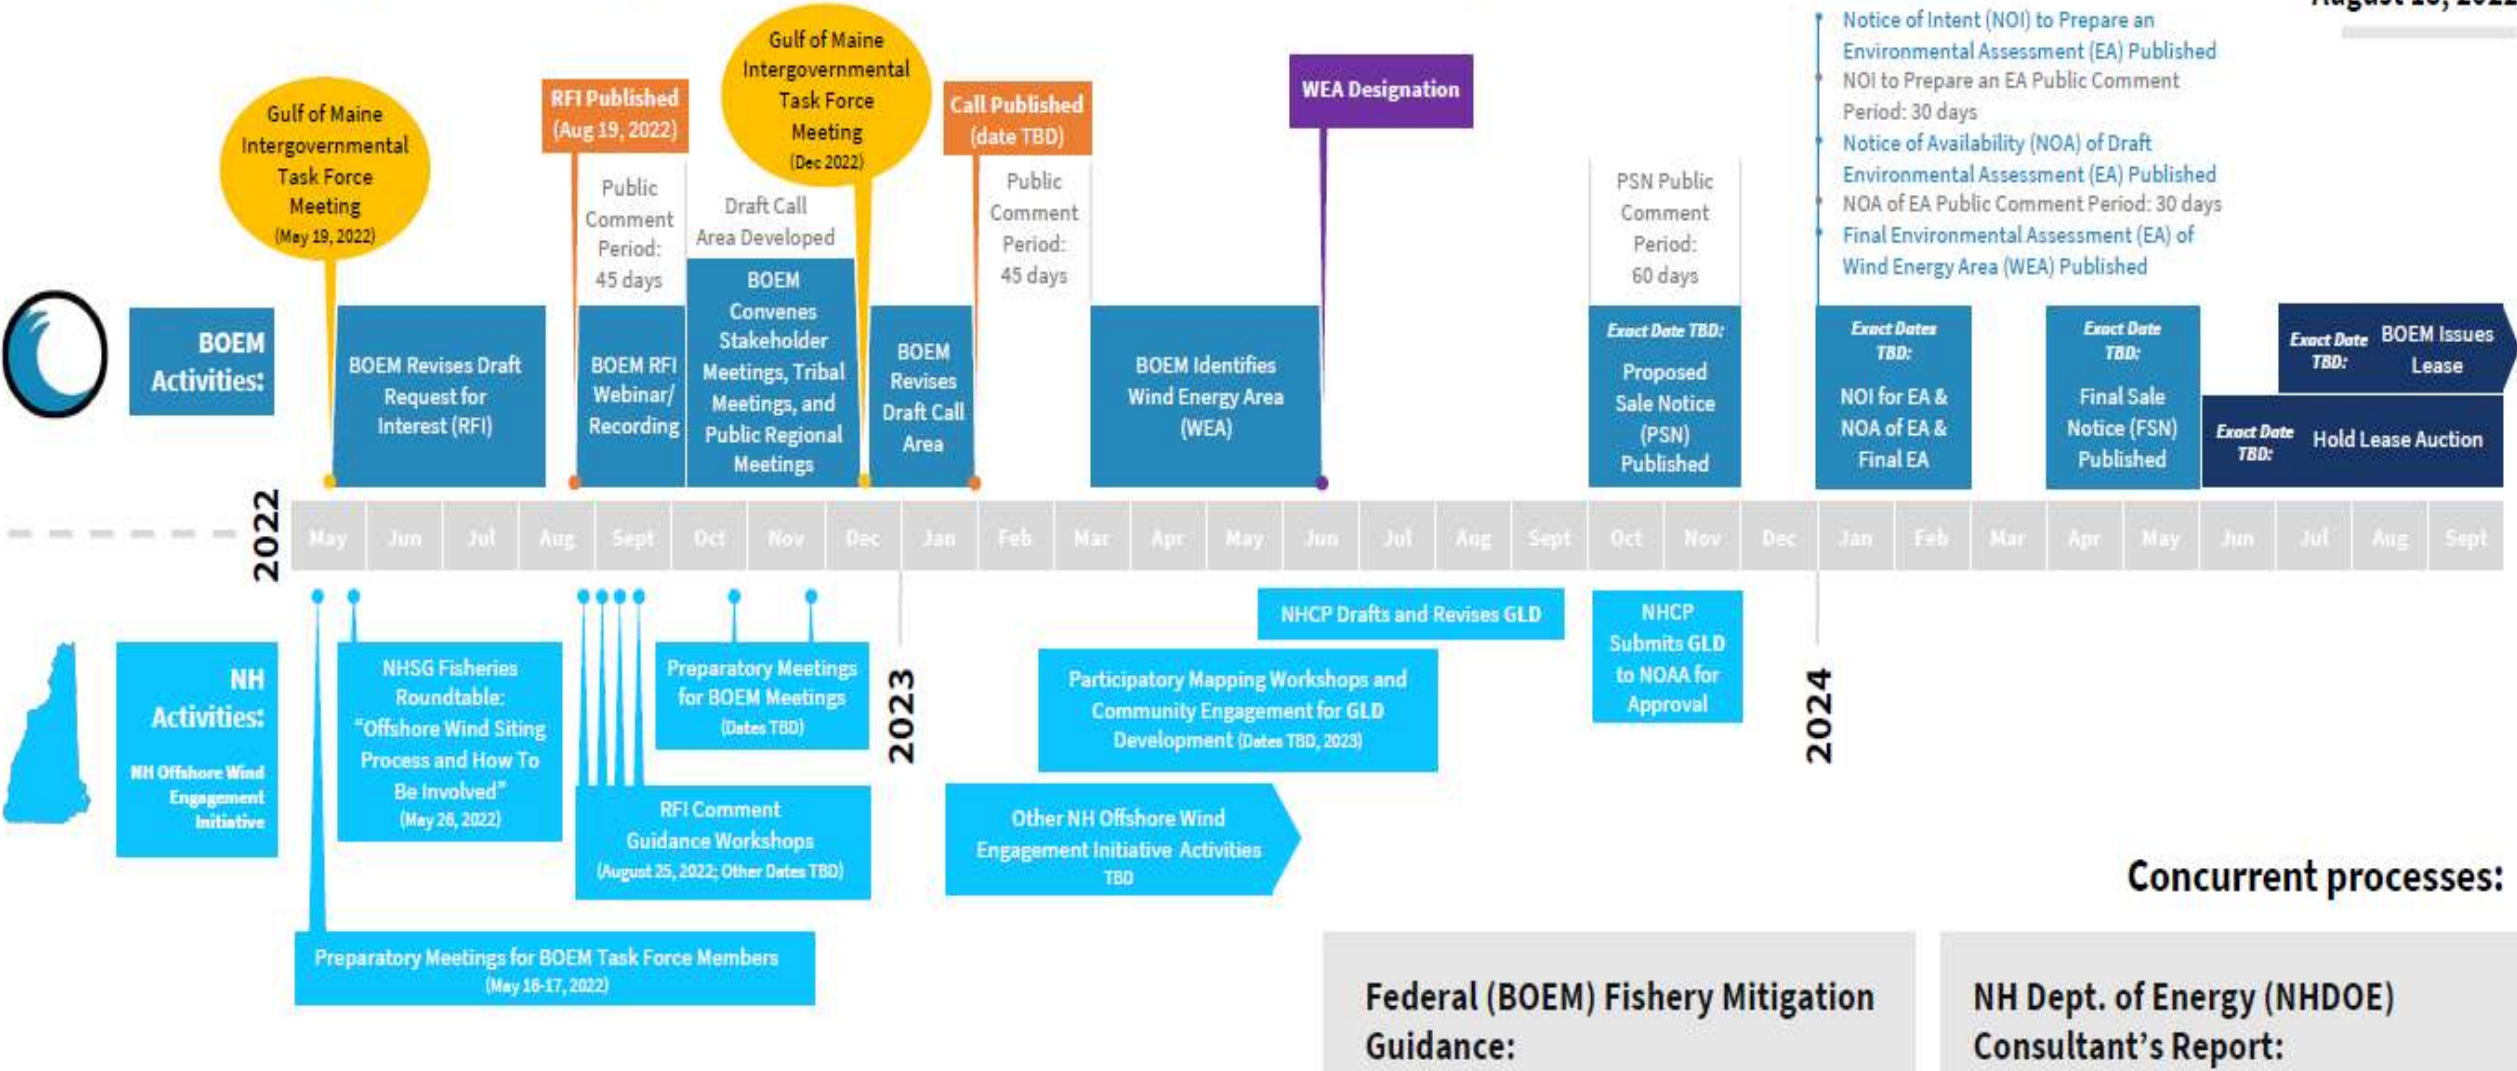 Notice of Intent (NOI) to Prepare an
Environmental Assessment (EA) Published
NOI to Prepare an EA Public Comment
Period: 30 days
Notice of Availability (NOA) of Draft
Environmental Assessment (EA) Published
NOA of EA Public Comment Period: 30 days
Final Environmental Assessment (EA) of
Wind Energy Area (WEA) Published
Gulf of Maine
Intergovernmental
Task Force
Meeting
(May 19, 2022)
RFI Published
(Aug 19, 2022)
Public
Comment
Period:
45 days
Draft Call
Area Developed
Gulf of Maine
Intergovernmental
Task Force
Meeting
(Dec 2022)
Call Published
(date TBD)
Public
Comment
Period:
45 days
WEA Designation
PSN Public
Comment
Period:
60 days
BOEM
Activities:
BOEM Revises Draft
Request for
Interest (RFI)
BOEM RFI
Webinar/
Recording
BOEM
Convenes
Stakeholder
Meetings, Tribal
Meetings, and
Public Regional
Meetings
BOEM
Revises
Draft Call
Area
BOEM Identifies
Wind Energy Area
(WEA)
Exact Date TBD:
Proposed
Sale Notice
(PSN)
Published
Exact Dates
TBD:
NOI for EA &
NOA of EA &
Final EA
Exact Date
TBD:
Final Sale
Notice (FSN)
Published
Exact Date
TBD:
BOEM Issues
Lease
Exact Date
TBD:
Hold Lease Auction
2022
May Jun Jul Aug Sept Oct Nov Dec Jan Feb Mar Apr May Jun Jul Aug Sept Oct Nov Dec Jan Feb Mar Apr May Jun Jul Aug Sept
2023
2024
NH
Activities:
NH Offshore Wind
Engagement
Initiative
NHSG Fisheries
Roundtable:
"Offshore Wind Siting
Process and How To
Be Involved"
(May 26, 2022)
Preparatory Meetings
for BOEM Meetings
(Dates TBD)
RFI Comment
Guidance Workshops
(August 25, 2022; Other Dates TBD)
Preparatory Meetings for BOEM Task Force Members
(May 16-17, 2022)
NHCP Drafts and Revises GLD
Participatory Mapping Workshops and
Community Engagement for GLD
Development (Dates TBD, 2023)
Other NH Offshore Wind
Engagement Initiative Activities
TBD
NHCP
Submits GLD
to NOAA for
Approval
Concurrent processes:
Federal (BOEM) Fishery Mitigation
Guidance:
NH Dept. of Energy (NHDOE)
Consultant's Report: